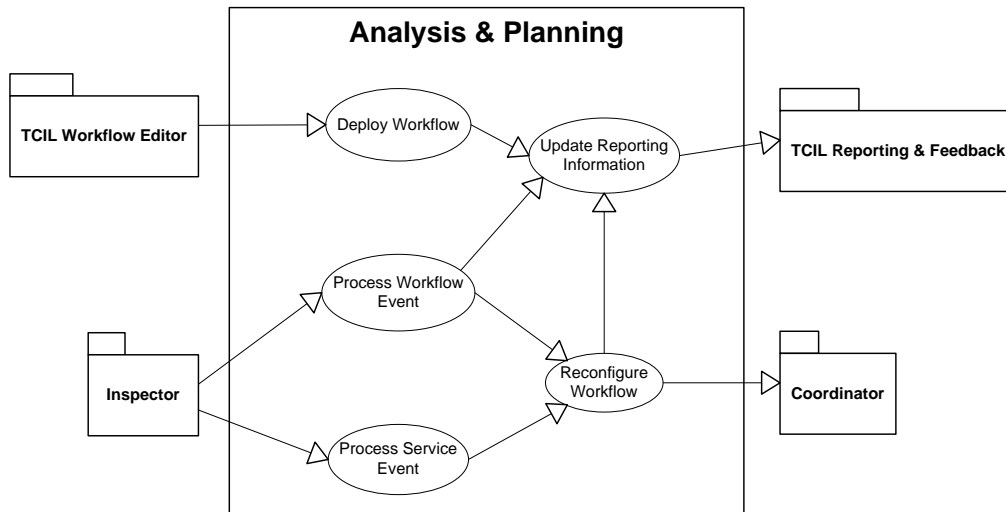 Analysis & Planning
TCIL Workflow Editor
Deploy Workflow
Update Reporting
Information
TCIL Reporting & Feedback
Process Workflow
Event
Inspector
Reconfigure
Workflow
Coordinator
Process Service
Event